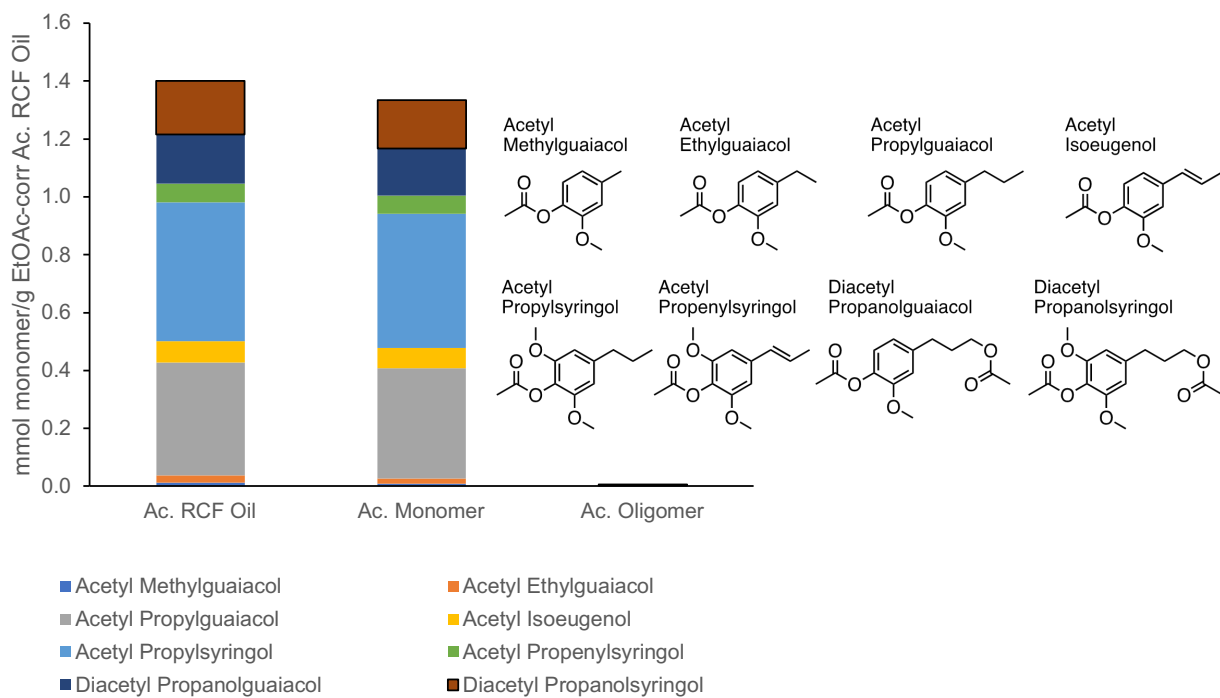 mmol monomer/g EtOAc-corr Ac. RCF Oil
1.6
1.4
1.2
1.0
0.8
0.6
0.4
0.2
0.0
Ac. RCF Oil
Ac. Monomer
Ac. Oligomer
Acetyl
Methylguaiacol
O
O
O
Acetyl
Ethylguaiacol
O
O
O
Acetyl
Propylguaiacol
O
O
O
Acetyl
Isoeugenol
O
O
O
Acetyl
Propylsyringol
O
O
O
O
Acetyl
Propenylsyringol
O
O
O
O
Diacetyl
Propanolguaiacol
O
O
O
O
O
Diacetyl
Propanolsyringol
O
O
O
O
O
O
Acetyl Methylguaiacol
Acetyl Ethylguaiacol
Acetyl Propylguaiacol
Acetyl Isoeugenol
Acetyl Propylsyringol
Acetyl Propenylsyringol
Diacetyl Propanolguaiacol
Diacetyl Propanolsyringol